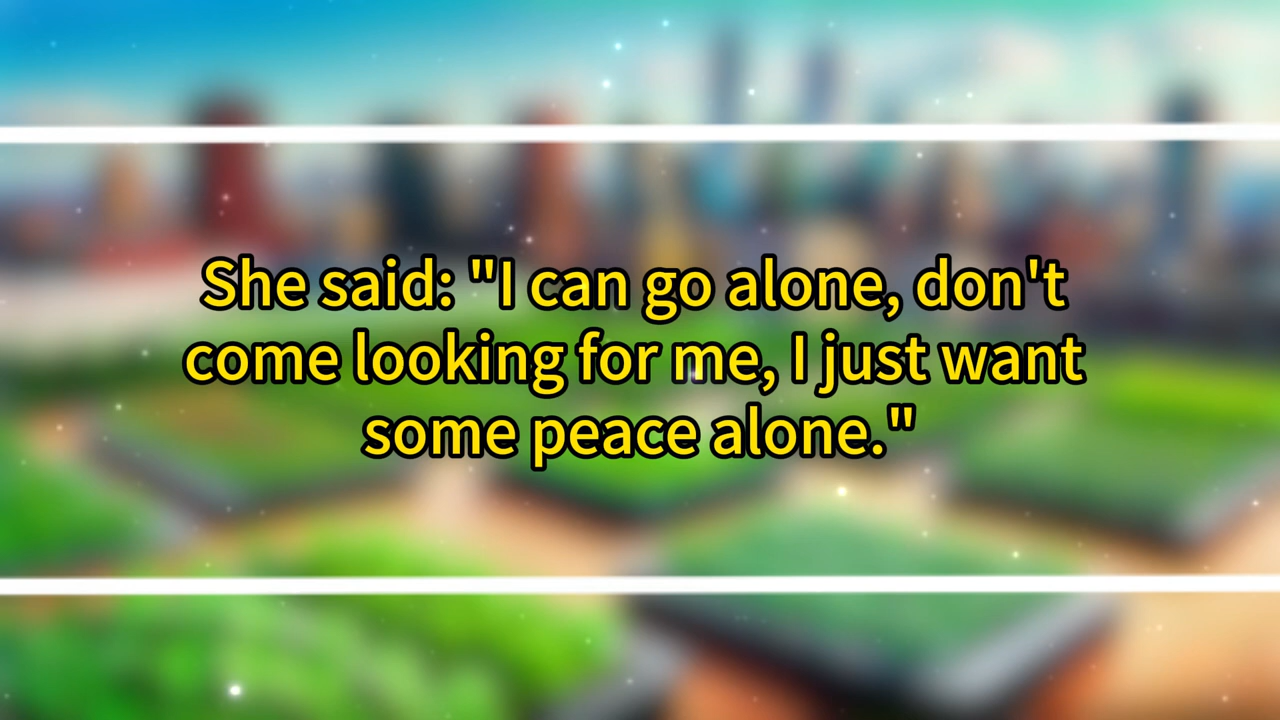 She said: "I can go alone, don't
come looking for me, I just want
some peace alone."